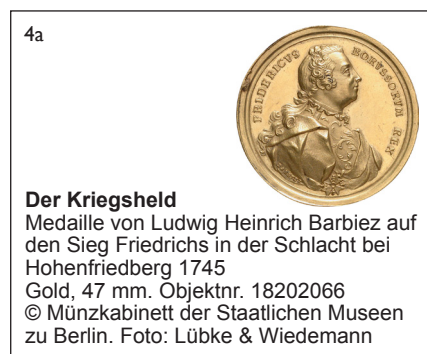 4a
FRIDERICUS BORUSSORUM REX
Der Kriegsheld
Medaille von Ludwig Heinrich Barbiez auf
den Sieg Friedrichs in der Schlacht bei
Hohenfriedberg 1745
Gold, 47 mm. Objektnr. 18202066
© Münzkabinett der Staatlichen Museen
zu Berlin. Foto: Lübke & Wiedemann